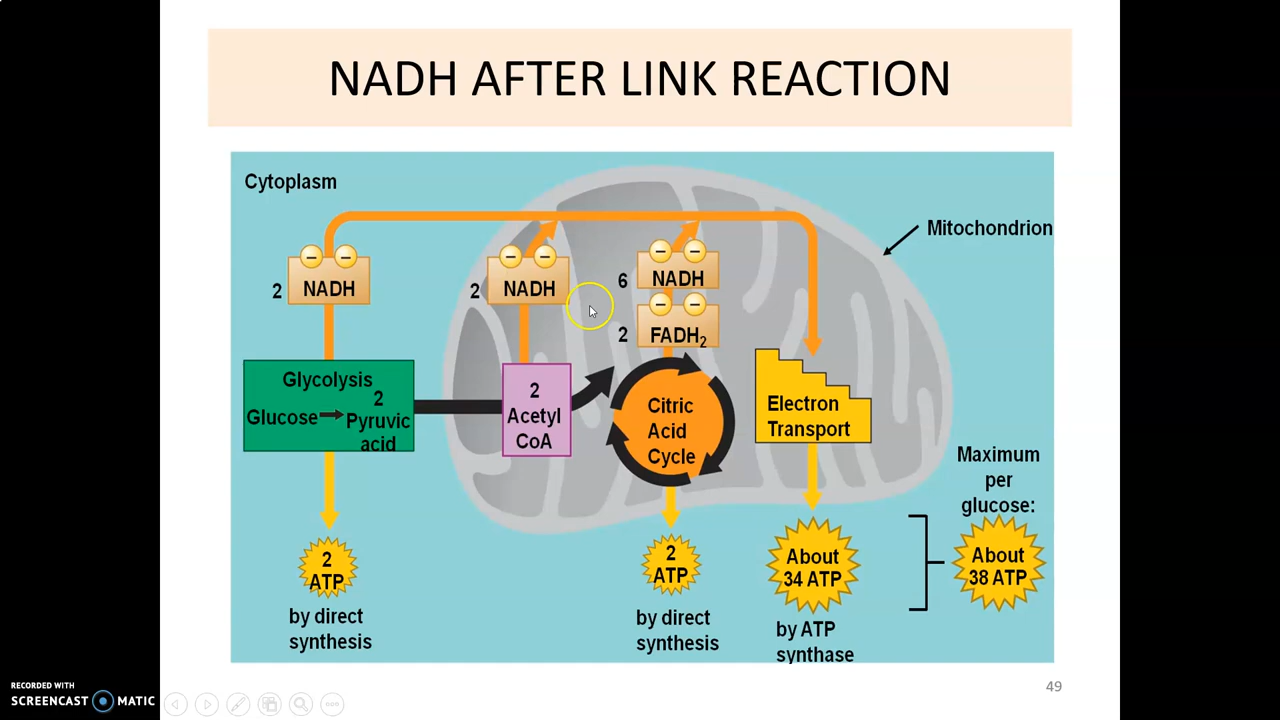 NADH AFTER LINK REACTION
Cytoplasm
Mitochondrion
2 NADH
2 NADH
6 NADH
2 FADH2
Glycolysis
Glucose
2
Pyruvic
acid
2
Acetyl
CoA
Citric
Acid
Cycle
Electron
Transport
Maximum
per
glucose:
2
ATP
by direct
synthesis
2
ATP
by direct
synthesis
About
34 ATP
by ATP
synthase
About
38 ATP
49
RECORDED WITH
SCREENCAST MATIC